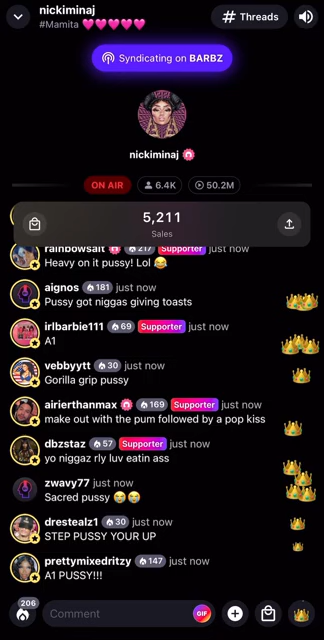 nickiminaj
#Mamita 💖💖💖💖💖
# Threads
Syndicating on BARBZ
nickiminaj
ON AIR 6.4K 50.2M
5,211
Sales
rainbowsalt 217 Supporter just now
Heavy on it pussy! Lol 😂
aignos 181 just now
Pussy got niggas giving toasts
irlbarbie111 69 Supporter just now
A1
vebbyytt 30 just now
Gorilla grip pussy
airierthanmax 169 Supporter just now
make out with the pum followed by a pop kiss
dbzstaz 57 Supporter just now
yo niggaz rly luv eatin ass
zwavy77 just now
Sacred pussy 😂😂
drestealz1 30 just now
STEP PUSSY YOUR UP
prettymixedritzy 147 just now
A1 PUSSY!!!
206
Comment GIF